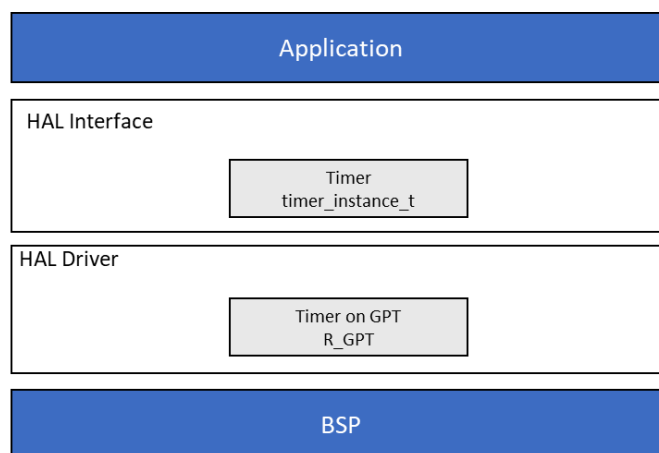 Application
HAL Interface
Timer
timer_instance_t
HAL Driver
Timer on GPT
R_GPT
BSP